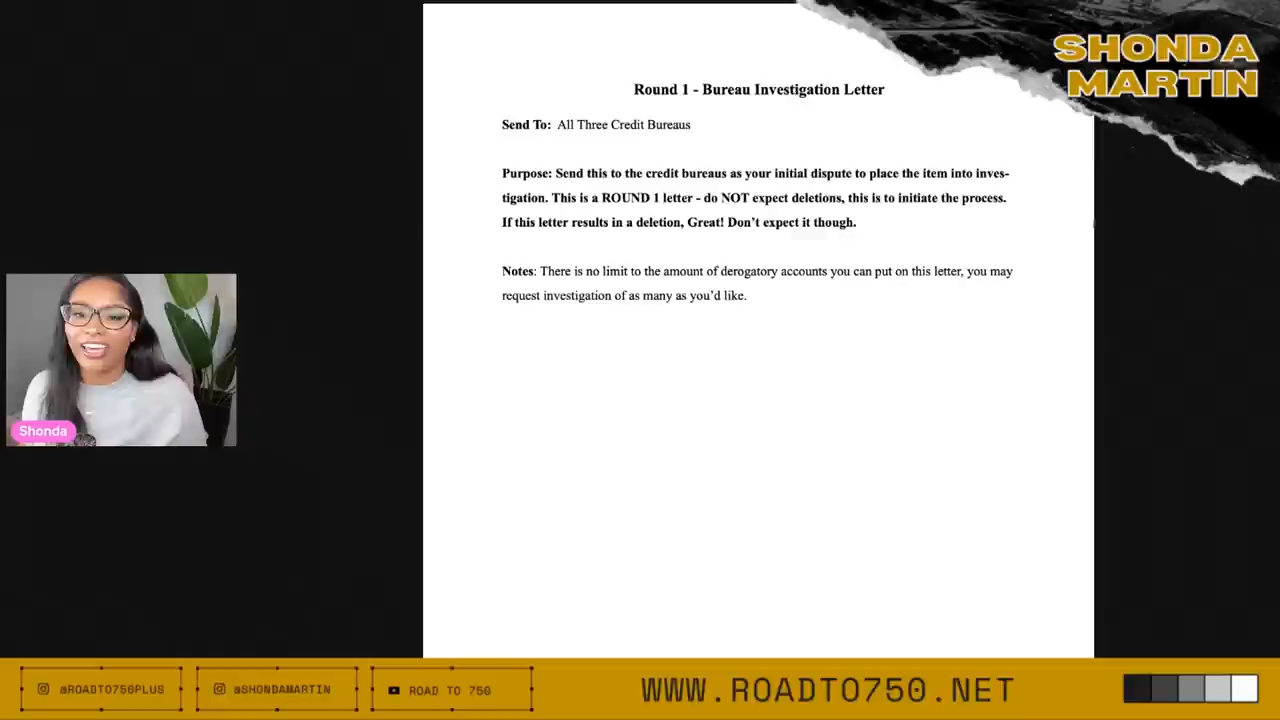 SHONDA
MARTIN
Round 1 - Bureau Investigation Letter
Send To: All Three Credit Bureaus
Purpose: Send this to the credit bureaus as your initial dispute to place the item into inves-
tigation. This is a ROUND 1 letter - do NOT expect deletions, this is to initiate the process.
If this letter results in a deletion, Great! Don’t expect it though.
Notes: There is no limit to the amount of derogatory accounts you can put on this letter, you may
request investigation of as many as you’d like.
Shonda
@ROADTO750PLUS
@SHONDAMARTIN
ROAD TO 750
WWW.ROADTO750.NET